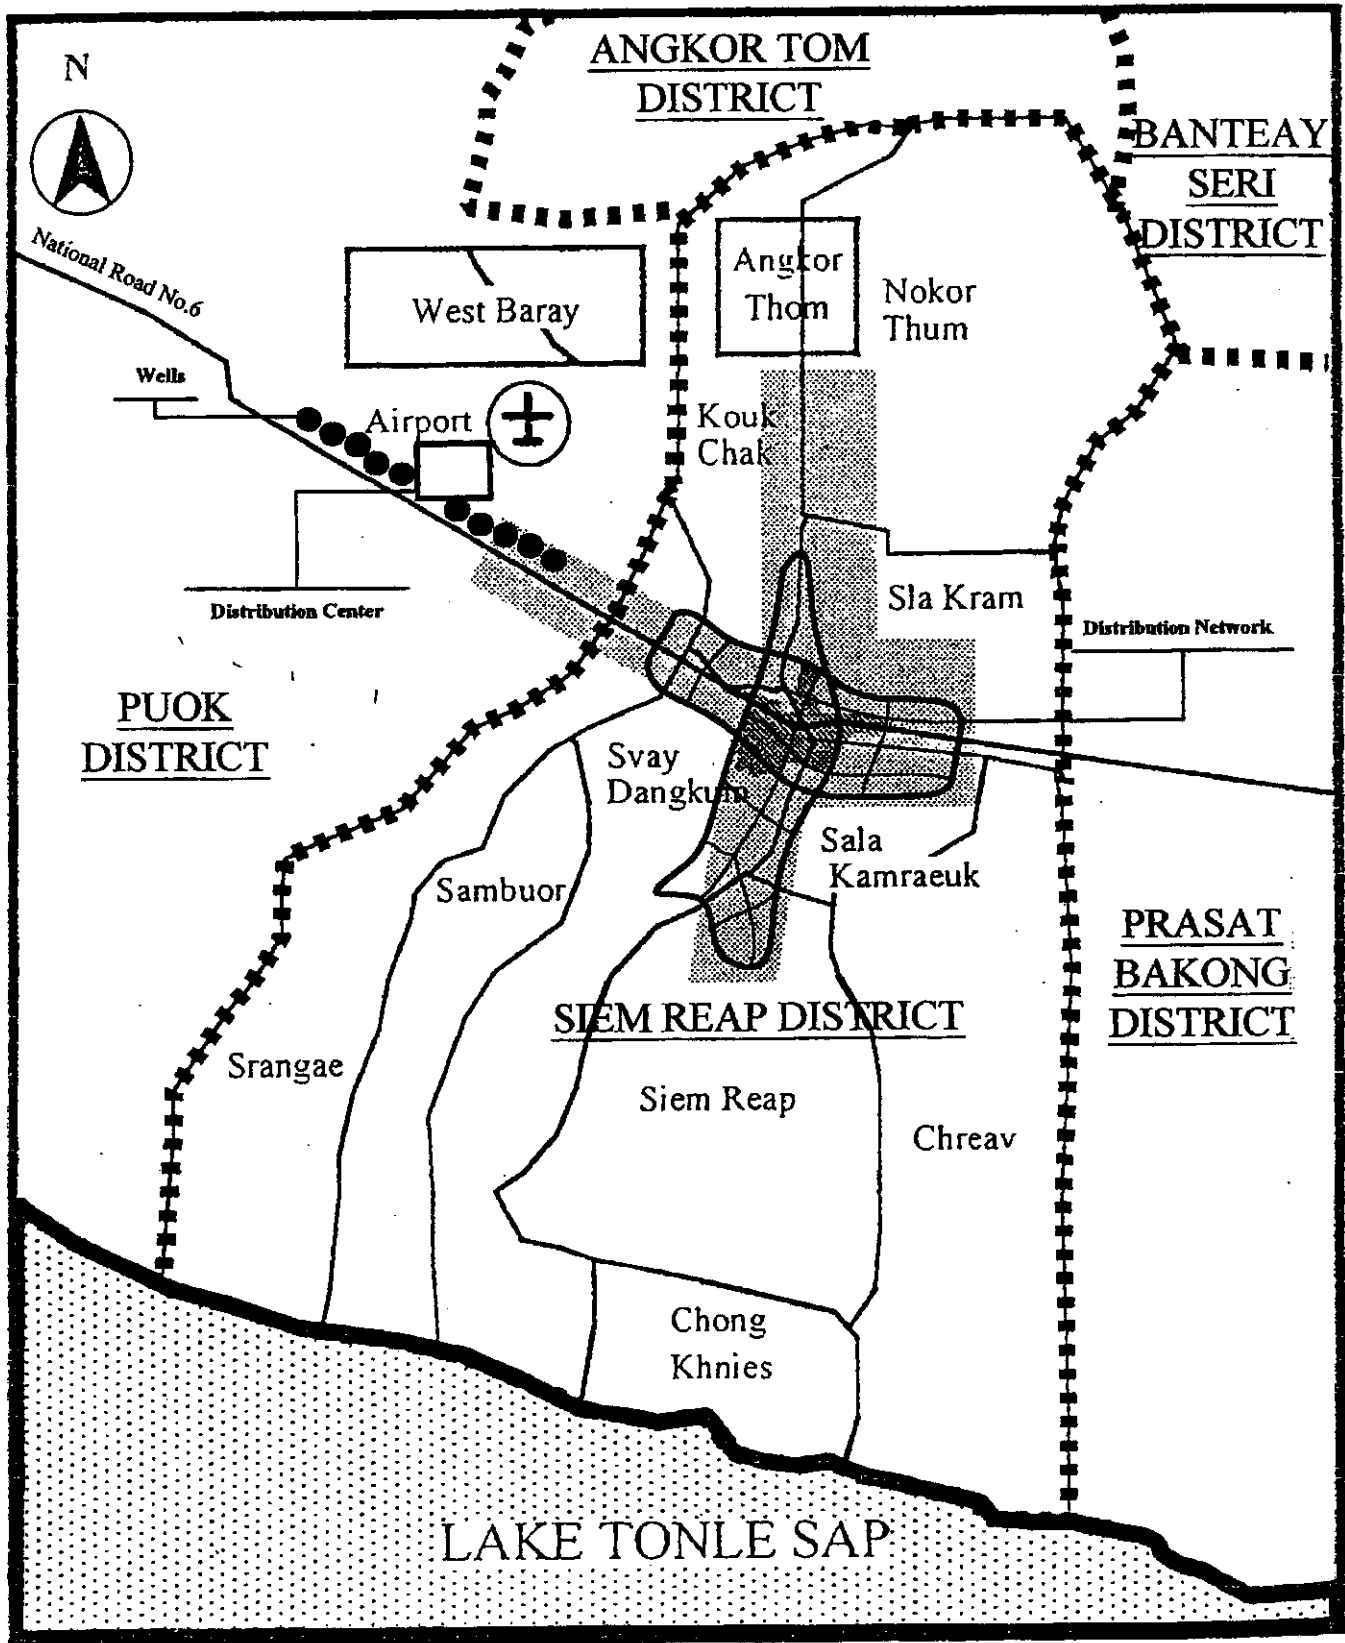 ANGKOR TOM
DISTRICT
N
BANTEAY
SERI
DISTRICT
National Road No.6
West Baray
Angkor
Thom
Nokor
Thum
Wells
Airport
Kouk
Chak
Distribution Center
Sla Kram
Distribution Network
PUOK
DISTRICT
Svay
Dangkum
Sala
Kamraeuk
Sambuor
PRASAT
BAKONG
DISTRICT
SIEM REAP DISTRICT
Srangae
Siem Reap
Chreav
Chong
Khnies
LAKE TONLE SAP